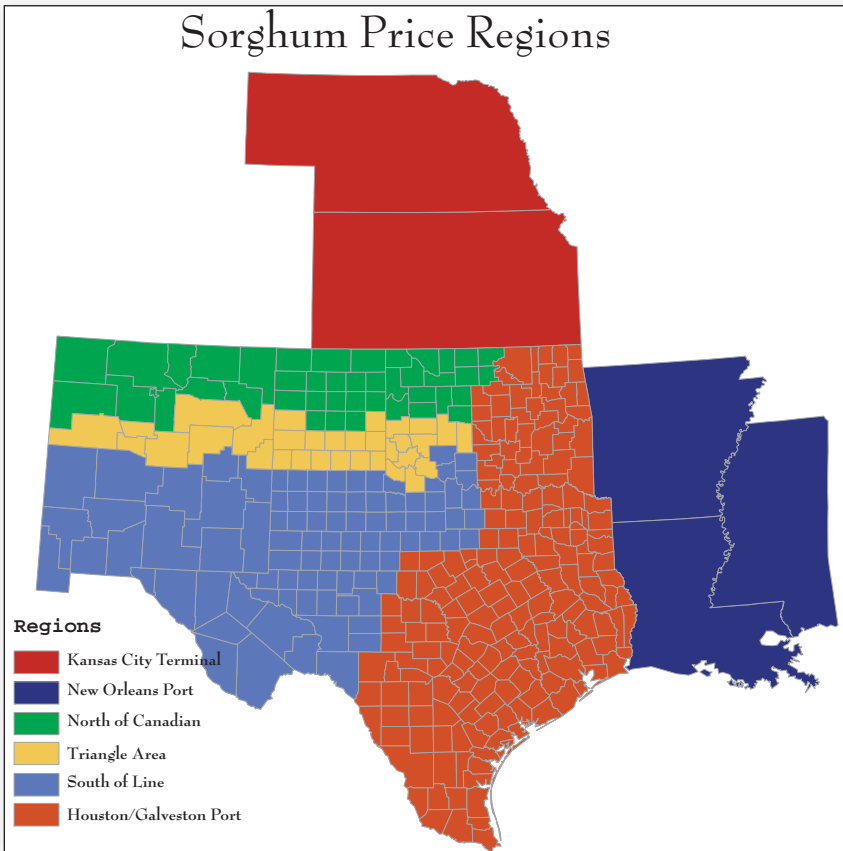 Sorghum Price Regions
Regions
Kansas City Terminal
New Orleans Port
North of Canadian
Triangle Area
South of Line
Houston/Galveston Port